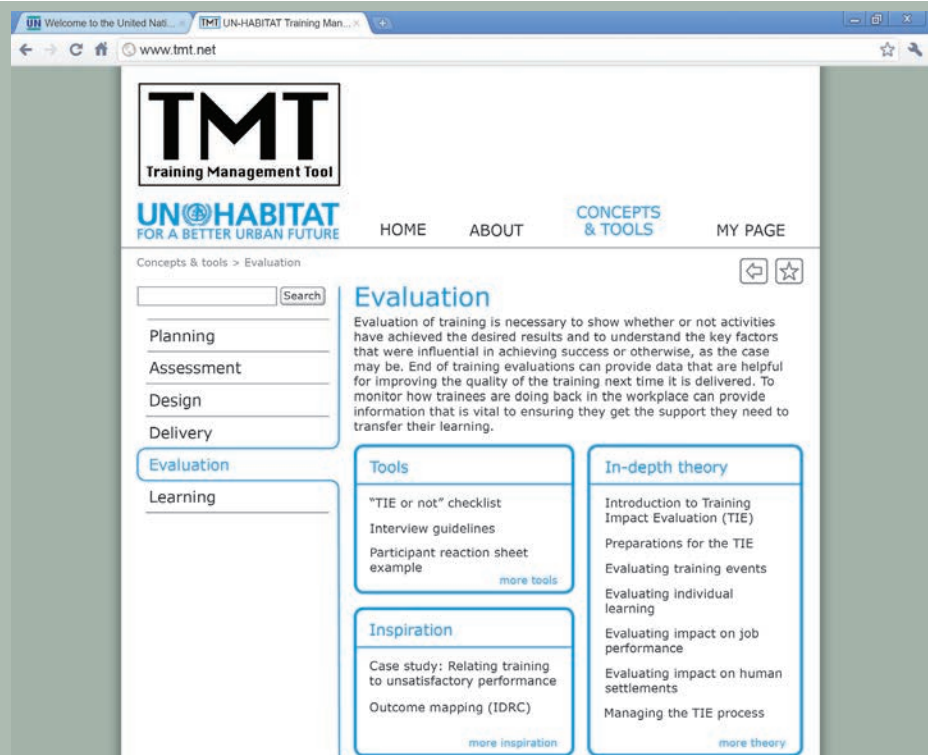 UN Welcome to the United Nati...
TMT UN-HABITAT Training Man...
www.tmt.net
TMT
Training Management Tool
UN HABITAT
FOR A BETTER URBAN FUTURE
HOME
ABOUT
CONCEPTS
& TOOLS
MY PAGE
Concepts & tools > Evaluation
Search
Planning
Assessment
Design
Delivery
Evaluation
Learning
Evaluation
Evaluation of training is necessary to show whether or not activities
have achieved the desired results and to understand the key factors
that were influential in achieving success or otherwise, as the case
may be. End of training evaluations can provide data that are helpful
for improving the quality of the training next time it is delivered. To
monitor how trainees are doing back in the workplace can provide
information that is vital to ensuring they get the support they need to
transfer their learning.
Tools
"TIE or not" checklist
Interview guidelines
Participant reaction sheet
example
more tools
Inspiration
Case study: Relating training
to unsatisfactory performance
Outcome mapping (IDRC)
more inspiration
In-depth theory
Introduction to Training
Impact Evaluation (TIE)
Preparations for the TIE
Evaluating training events
Evaluating individual
learning
Evaluating impact on job
performance
Evaluating impact on human
settlements
Managing the TIE process
more theory